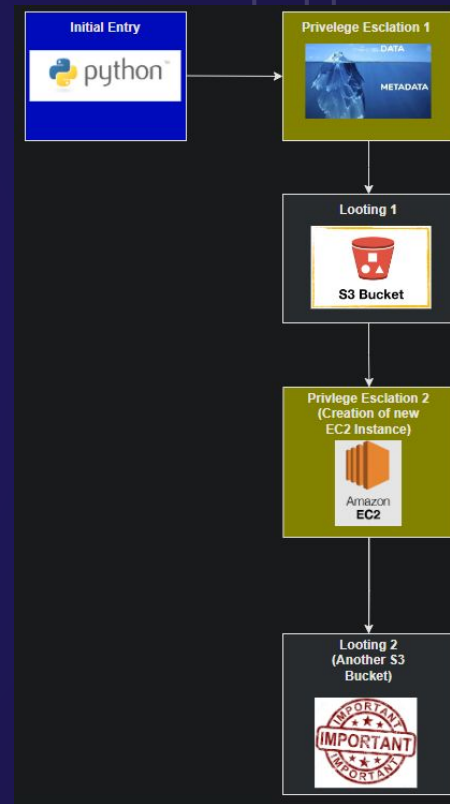 Initial Entry
python
Privelege Esclation 1
DATA
METADATA
Looting 1
S3 Bucket
Privlege Esclation 2
(Creation of new
EC2 Instance)
Amazon
EC2
Looting 2
(Another S3
Bucket)
IMPORTANT
IMPORTANT
IMPORTANT